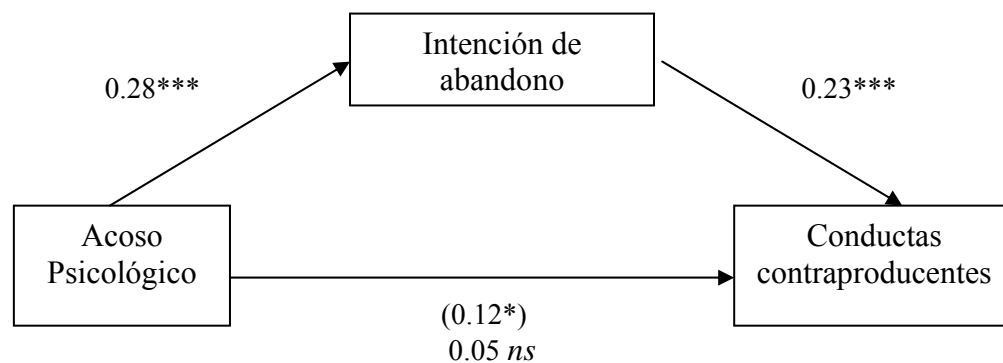 Intención de
abandono
0.28***
0.23***
Acoso
Psicológico
Conductas
contraproducentes
(0.12*)
0.05 ns